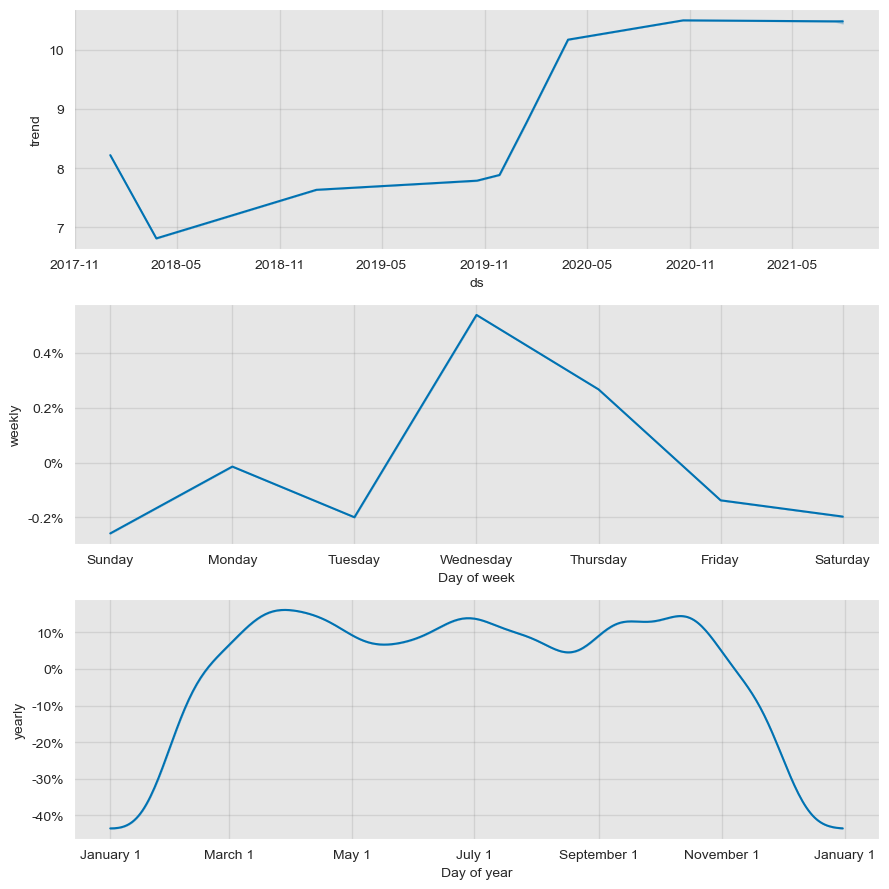 10
9
8
7
trend
2017-11 2018-05 2018-11 2019-05 2019-11 2020-05 2020-11 2021-05
ds
0.4%
0.2%
0%
-0.2%
weekly
Sunday Monday Tuesday Wednesday Thursday Friday Saturday
Day of week
10%
0%
-10%
-20%
-30%
-40%
yearly
January 1 March 1 May 1 July 1 September 1 November 1 January 1
Day of year